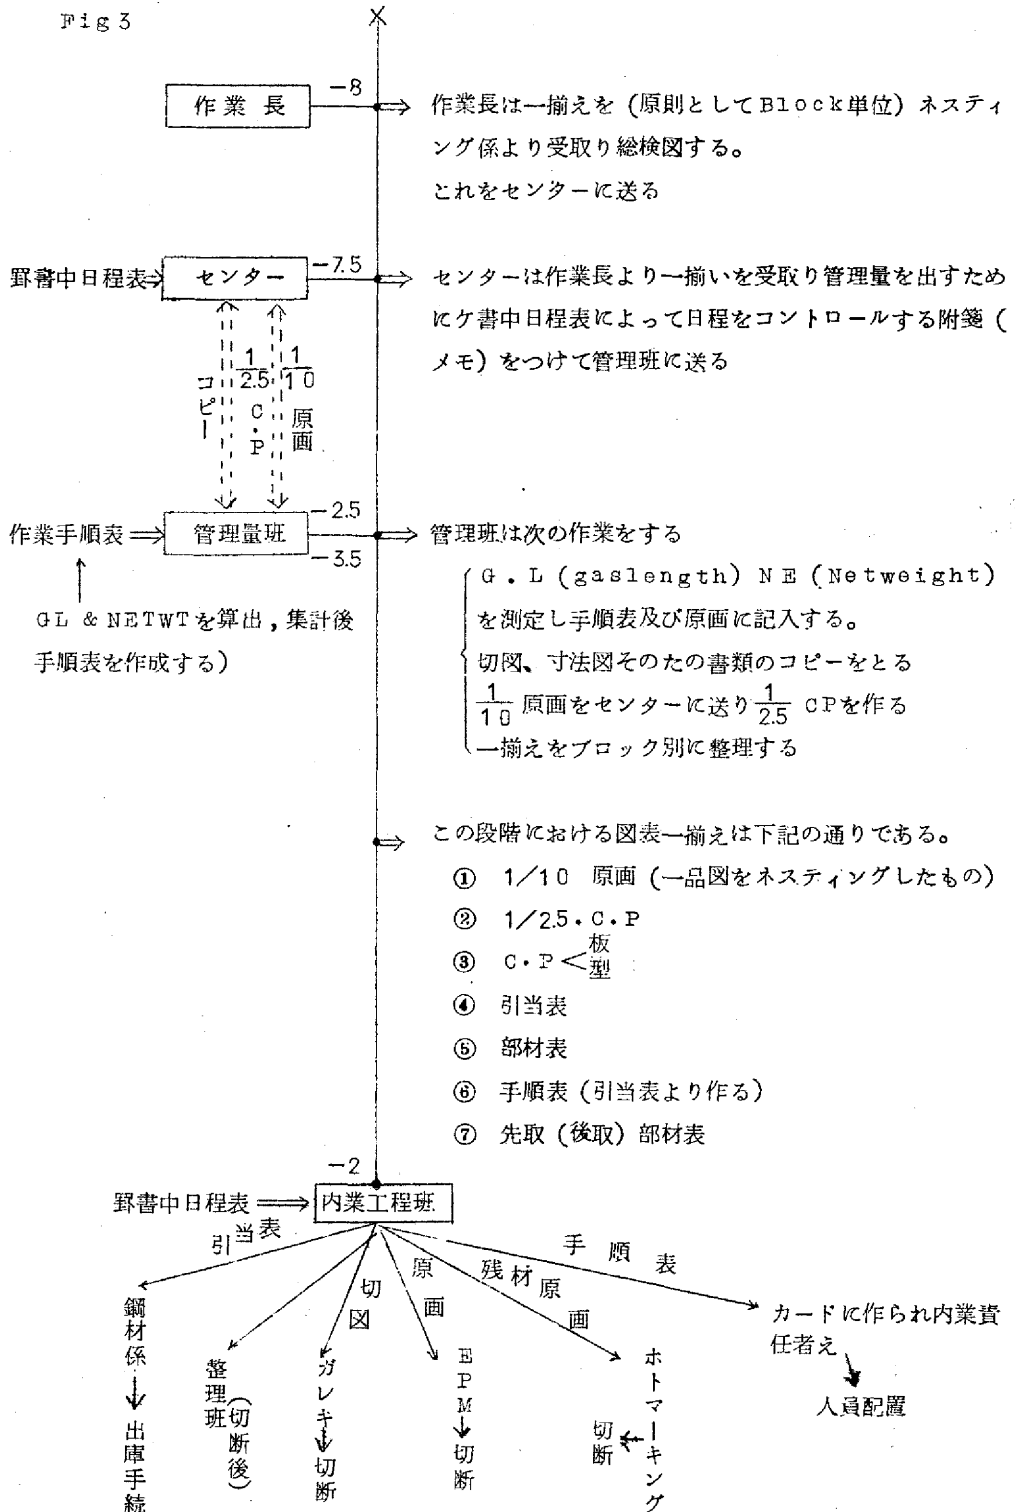 Fig3
作業長
-8
作業長は一揃えを(原則としてBlock単位)ネスティ
ング係より受取り総検図する。
これをセンターに送る
罫書中日程表
センター
-7.5
センターは作業長より一揃いを受取り管理量を出すため
にケ書中日程表によって日程をコントロールする附箋(
メモ)をつけて管理班に送る
コピー
1/2.5 C・P
1/10 原画
作業手順表
管理量班
-2.5
-3.5
管理班は次の作業をする
GL & NETWTを算出,集計後
手順表を作成する)
G.L(gaslength)NE(Netweight)
を測定し手順表及び原画に記入する。
切図、寸法図そのたの書類のコピーをとる
1/10 原画をセンターに送り 1/2.5 CPを作る
一揃えをブロック別に整理する
この段階における図表一揃えは下記の通りである。
① 1/10 原画(一品図をネスティングしたもの)
② 1/2.5.C.P
③ C・P<板型
④ 引当表
⑤ 部材表
⑥ 手順表(引当表より作る)
⑦ 先取(後取)部材表
-2
罫書中日程表
内業工程班
引当表
切図
原画
残材原画
手順表
鋼材係
出庫手続
整理班
(切断後)
ガレキ
切断
EPM
切断
ホトマーキング
切断
カードに作られ内業資
任者え
人員配置